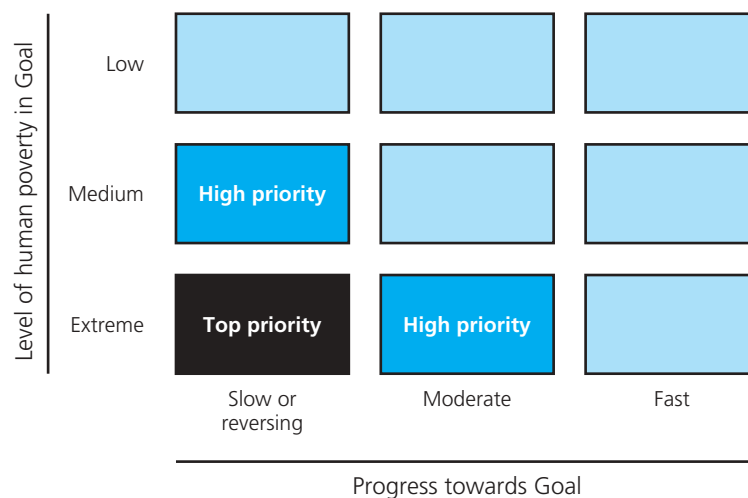 Level of human poverty in Goal
Low
Medium
High priority
Extreme
Top priority
High priority
Slow or
reversing
Moderate
Fast
Progress towards Goal